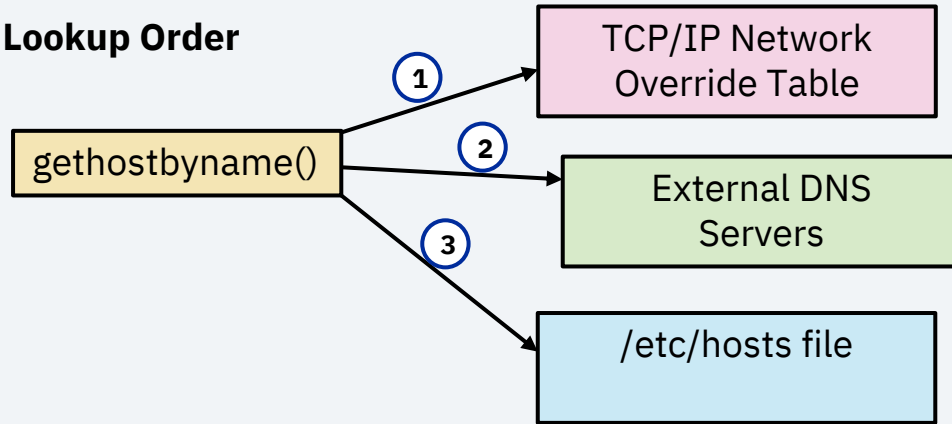 Lookup Order
TCP/IP Network
Override Table
1
gethostbyname()
2
External DNS
Servers
3
/etc/hosts file